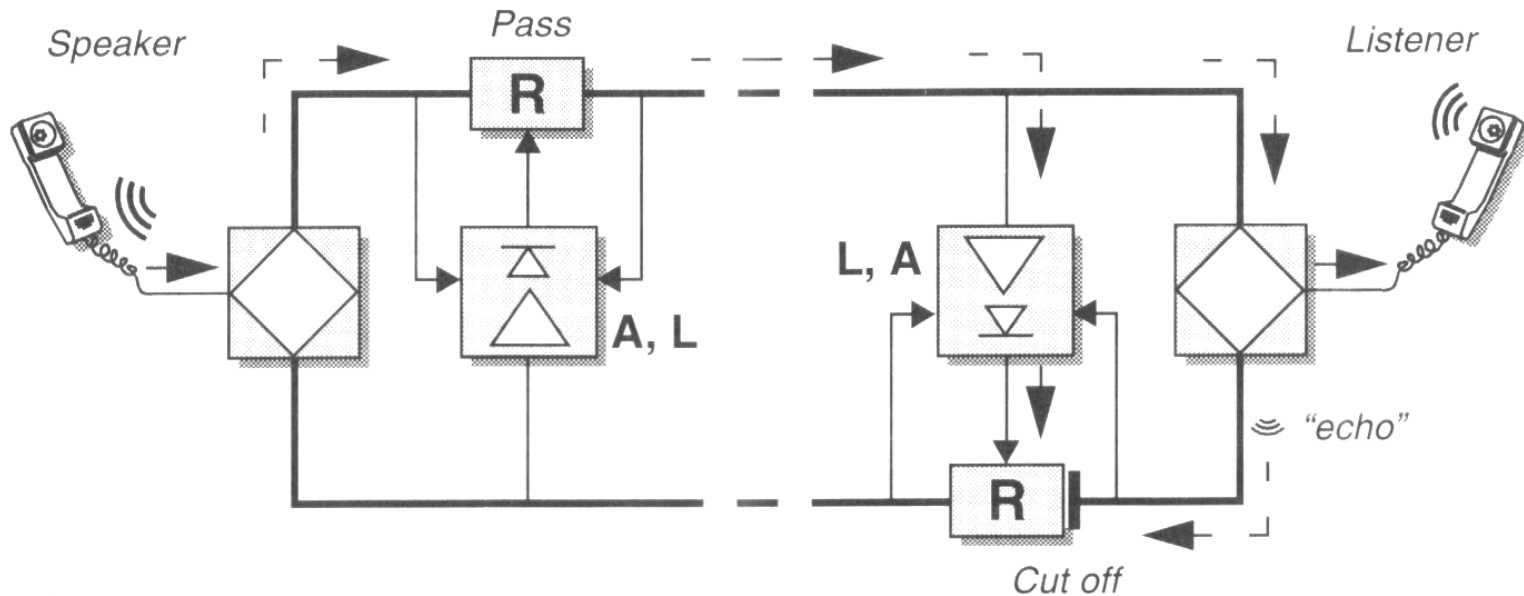 Pass
Speaker
Listener
R
L, A
A, L
“echo”
R
Cut off